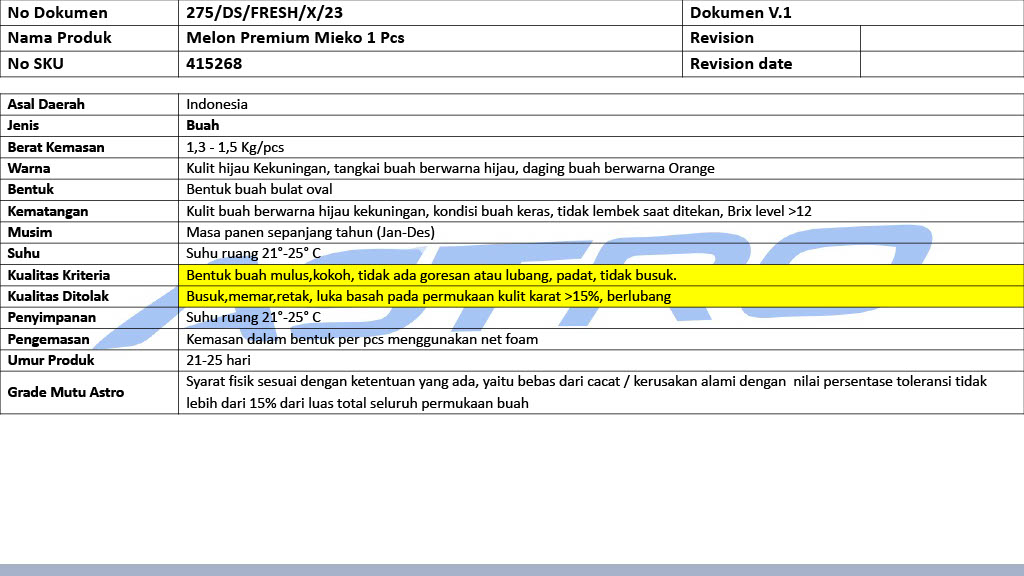 No Dokumen 275/DS/FRESH/X/23 Dokumen V.1
Nama Produk Melon Premium Mieko 1 Pcs Revision
No SKU 415268 Revision date
Asal Daerah Indonesia
Jenis Buah
Berat Kemasan 1,3 - 1,5 Kg/pcs
Warna Kulit hijau Kekuningan, tangkai buah berwarna hijau, daging buah berwarna Orange
Bentuk Bentuk buah bulat oval
Kematangan Kulit buah berwarna hijau kekuningan, kondisi buah keras, tidak lembek saat ditekan, Brix level >12
Musim Masa panen sepanjang tahun (Jan-Des)
Suhu Suhu ruang 21°-25° C
Kualitas Kriteria Bentuk buah mulus,kokoh, tidak ada goresan atau lubang, padat, tidak busuk.
Kualitas Ditolak Busuk,memar,retak, luka basah pada permukaan kulit karat >15%, berlubang
Penyimpanan Suhu ruang 21°-25° C
Pengemasan Kemasan dalam bentuk per pcs menggunakan net foam
Umur Produk 21-25 hari
Grade Mutu Astro Syarat fisik sesuai dengan ketentuan yang ada, yaitu bebas dari cacat / kerusakan alami dengan  nilai persentase toleransi tidak
lebih dari 15% dari luas total seluruh permukaan buah
ASTRO